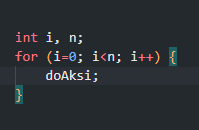 int i, n;
for (i=0; i<n; i++) {
    doAksi;
}